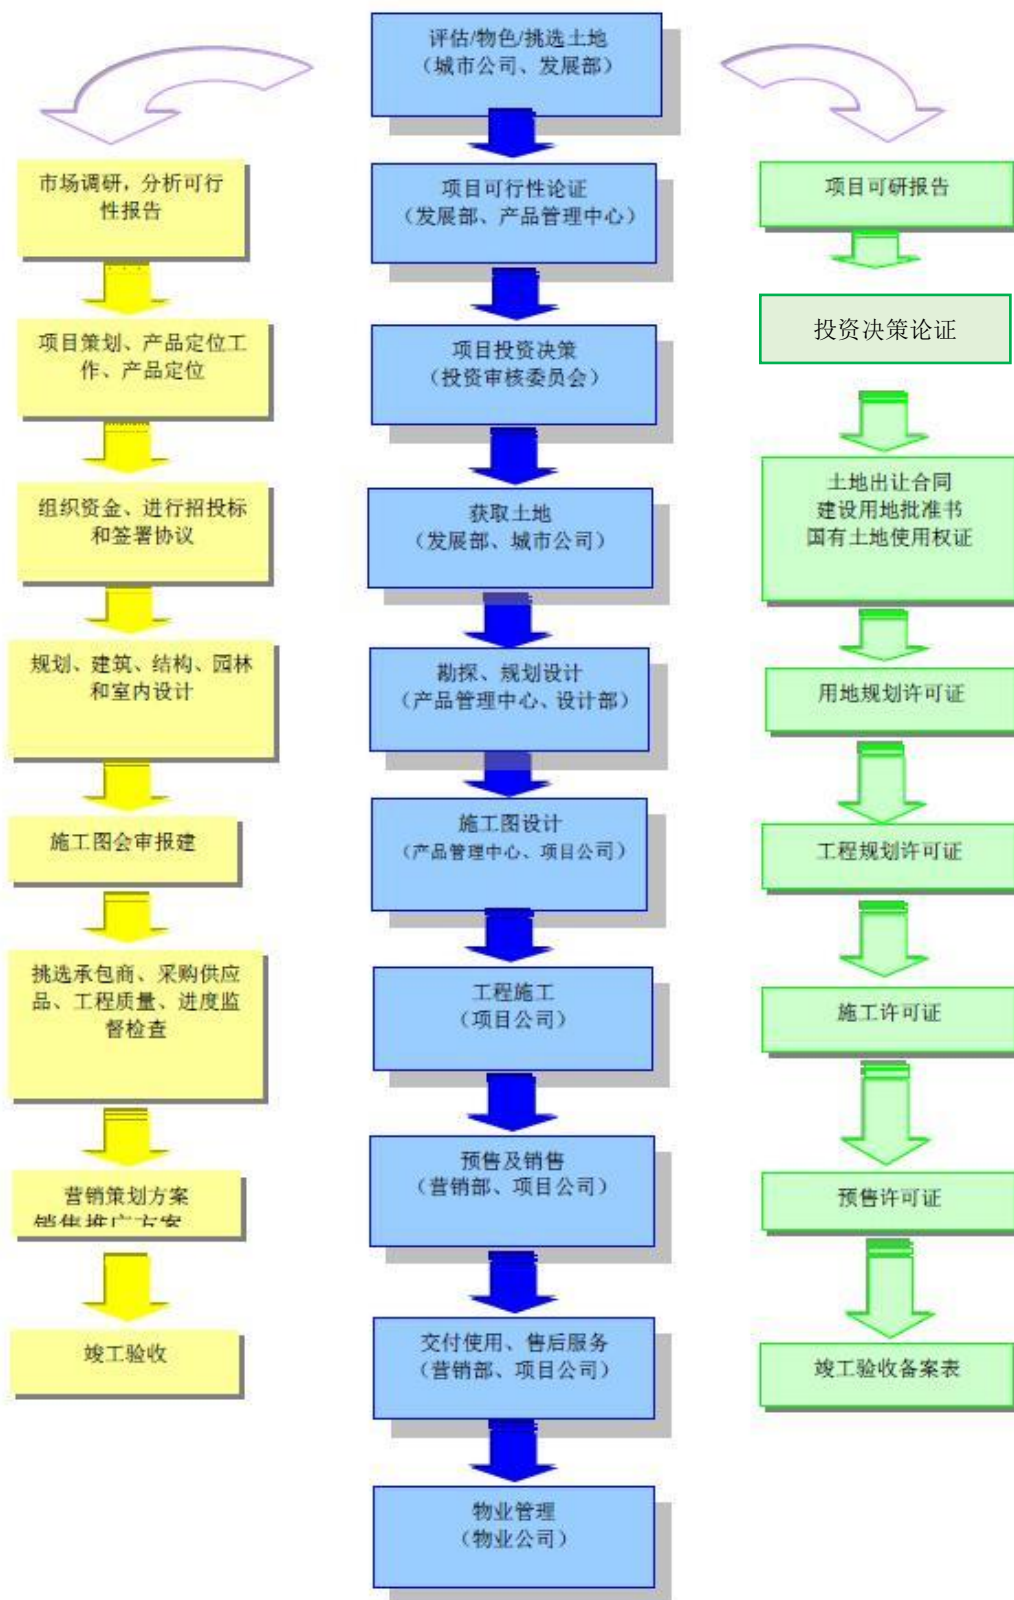 评估/物色/挑选土地
（城市公司、发展部）
市场调研，分析可行
性报告
项目可行性论证
（发展部、产品管理中心）
项目可研报告
项目策划、产品定位工
作、产品定位
项目投资决策
（投资审核委员会）
投资决策论证
组织资金、进行招投标
和签署协议
获取土地
（发展部、城市公司）
土地出让合同
建设用地批准书
国有土地使用权证
规划、建筑、结构、园林
和室内设计
勘探、规划设计
（产品管理中心、设计部）
用地规划许可证
施工图会审报建
施工图设计
（产品管理中心、项目公司）
工程规划许可证
挑选承包商、采购供应
品、工程质量、进度监
督检查
工程施工
（项目公司）
施工许可证
营销策划方案
销售推广方案
预售及销售
（营销部、项目公司）
预售许可证
竣工验收
交付使用、售后服务
（营销部、项目公司）
竣工验收备案表
物业管理
（物业公司）